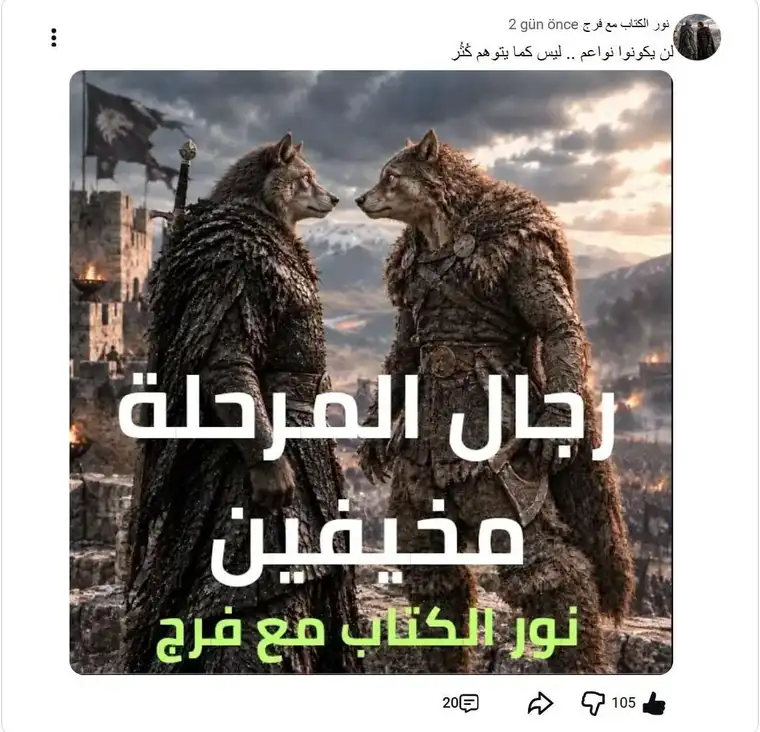 نور الكتاب مع فرج 2 gün önce
لن يكونوا نواعم .. ليس كما يتوهم كُثُر
رجال المرحلة
مخيفين
نور الكتاب مع فرج
105
20